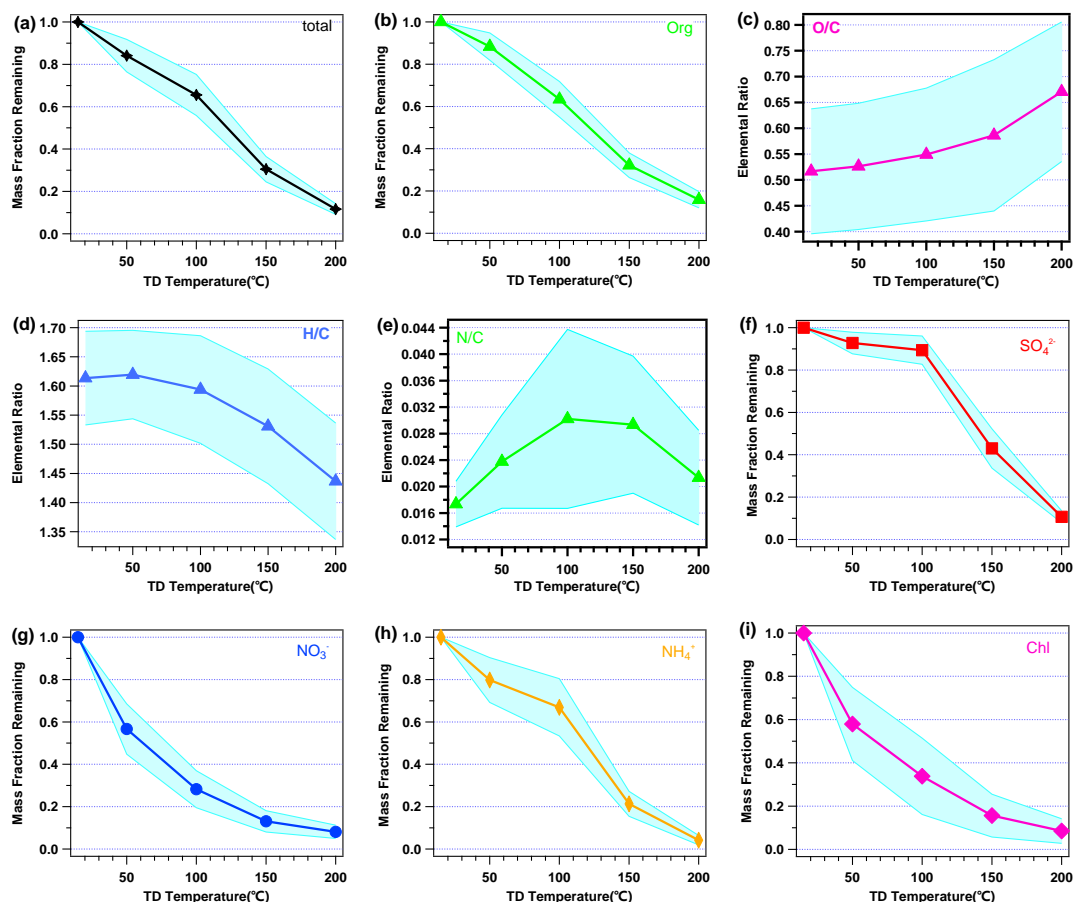 (a) total
Mass Fraction Remaining
1.0
0.8
0.6
0.4
0.2
0.0
50 100 150 200
TD Temperature(℃)
(b) Org
Mass Fraction Remaining
1.0
0.8
0.6
0.4
0.2
0.0
50 100 150 200
TD Temperature(℃)
(c) O/C
Elemental Ratio
0.80
0.75
0.70
0.65
0.60
0.55
0.50
0.45
0.40
50 100 150 200
TD Temperature(℃)
(d) H/C
Elemental Ratio
1.70
1.65
1.60
1.55
1.50
1.45
1.40
1.35
50 100 150 200
TD Temperature(℃)
(e) N/C
Elemental Ratio
0.044
0.040
0.036
0.032
0.028
0.024
0.020
0.016
0.012
50 100 150 200
TD Temperature(℃)
(f) SO₄²⁻
Mass Fraction Remaining
1.0
0.8
0.6
0.4
0.2
0.0
50 100 150 200
TD Temperature(℃)
(g) NO₃⁻
Mass Fraction Remaining
1.0
0.8
0.6
0.4
0.2
0.0
50 100 150 200
TD Temperature(℃)
(h) NH₄⁺
Mass Fraction Remaining
1.0
0.8
0.6
0.4
0.2
0.0
50 100 150 200
TD Temperature(℃)
(i) Chl
Mass Fraction Remaining
1.0
0.8
0.6
0.4
0.2
0.0
50 100 150 200
TD Temperature(℃)